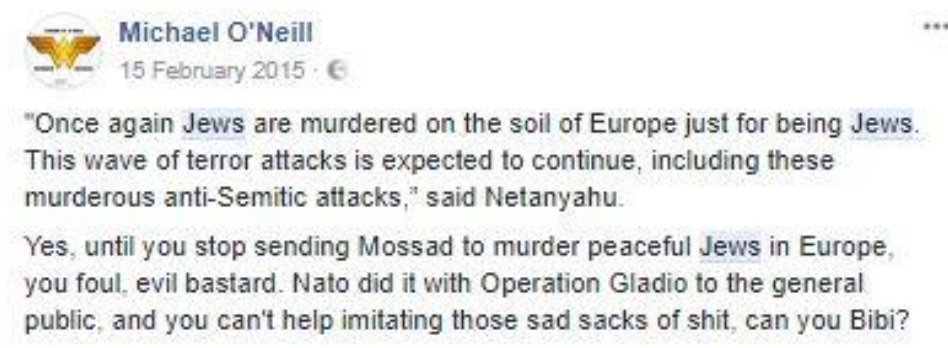 Michael O'Neill
15 February 2015 ·
"Once again Jews are murdered on the soil of Europe just for being Jews.
This wave of terror attacks is expected to continue, including these
murderous anti-Semitic attacks," said Netanyahu.
Yes, until you stop sending Mossad to murder peaceful Jews in Europe,
you foul, evil bastard. Nato did it with Operation Gladio to the general
public, and you can't help imitating those sad sacks of shit, can you Bibi?